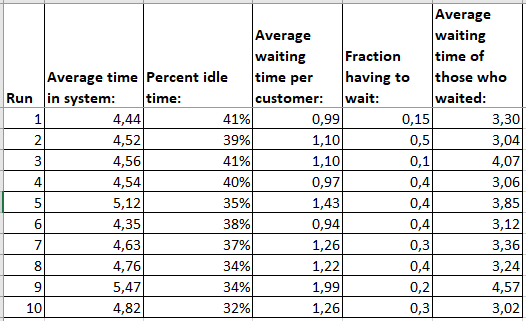 Run Average time in system: Percent idle time: Average waiting time per customer: Fraction having to wait: Average waiting time of those who waited:
1 4,44 41% 0,99 0,15 3,30
2 4,52 39% 1,10 0,5 3,04
3 4,56 41% 1,10 0,1 4,07
4 4,54 40% 0,97 0,4 3,06
5 5,12 35% 1,43 0,4 3,85
6 4,35 38% 0,94 0,4 3,12
7 4,63 37% 1,26 0,3 3,36
8 4,76 34% 1,22 0,4 3,24
9 5,47 34% 1,99 0,2 4,57
10 4,82 32% 1,26 0,3 3,02